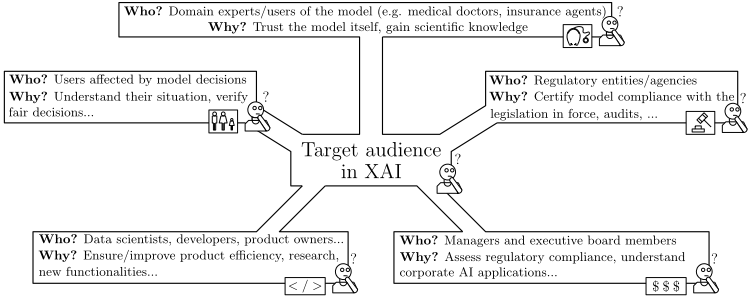 Who? Domain experts/users of the model (e.g. medical doctors, insurance agents)
Why? Trust the model itself, gain scientific knowledge
?
Who? Users affected by model decisions
Why? Understand their situation, verify
fair decisions...
?
Who? Regulatory entities/agencies
Why? Certify model compliance with the
legislation in force, audits, ...
?
Target audience
in XAI
?
Who? Data scientists, developers, product owners...
Why? Ensure/improve product efficiency, research,
new functionalities...
</>
?
Who? Managers and executive board members
Why? Assess regulatory compliance, understand
corporate AI applications...
$ $ $
?